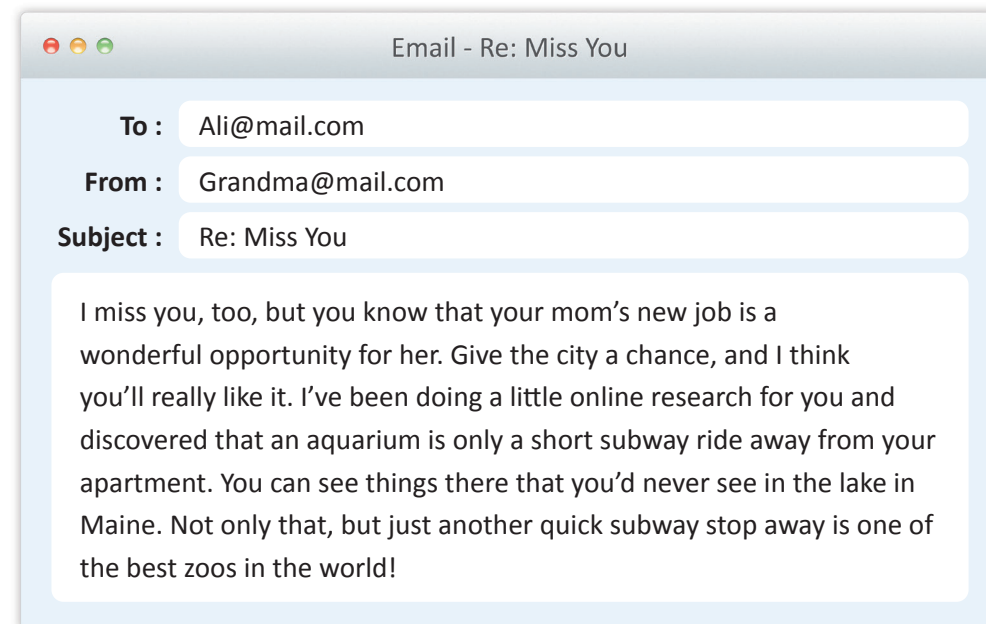 Email - Re: Miss You
To : Ali@mail.com
From : Grandma@mail.com
Subject : Re: Miss You
I miss you, too, but you know that your mom’s new job is a
wonderful opportunity for her. Give the city a chance, and I think
you’ll really like it. I’ve been doing a little online research for you and
discovered that an aquarium is only a short subway ride away from your
apartment. You can see things there that you’d never see in the lake in
Maine. Not only that, but just another quick subway stop away is one of
the best zoos in the world!